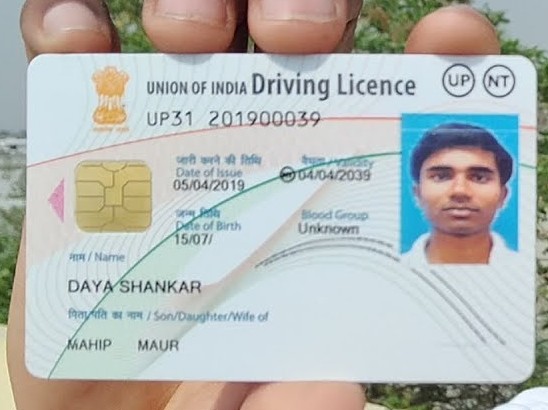 UNION OF INDIA Driving Licence UP NT
UP31 201900039
जारी करने की तिथि वैधता / Validity
Date of Issue
05/04/2019 NT 04/04/2039
जन्म तिथि Blood Group
Date of Birth Unknown
15/07/
नाम / Name
DAYA SHANKAR
पिता/पति का नाम / Son/Daughter/Wife of
MAHIP MAUR